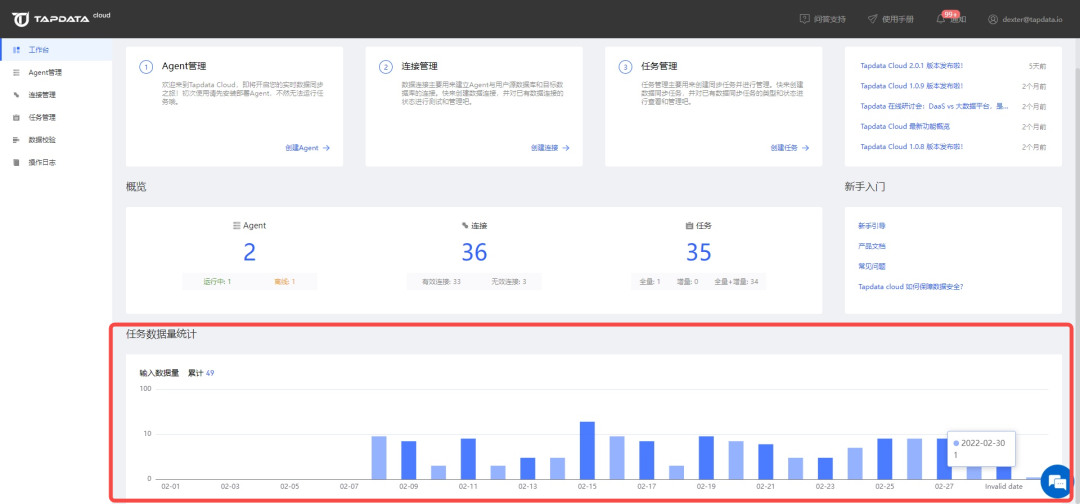 TAPDATA cloud
问答支持
使用手册
99+
通知
dexter@tapdata.io
工作台
Agent管理
连接管理
任务管理
数据校验
操作日志
1 Agent管理
欢迎来到Tapdata Cloud，即将开启您的实时数据同步
之旅！初次使用请先安装部署Agent，不然无法运行任
务哦。
创建Agent →
2 连接管理
数据连接主要用来建立Agent与用户源数据库和目标数
据库的连接，快来创建数据连接，并对已有数据连接的
状态进行测试和管理吧。
创建连接 →
3 任务管理
任务管理主要用来创建同步任务并进行管理。快来创建
数据同步任务，并对已有数据同步任务的类型和状态进
行查看和管理吧。
创建任务 →
Tapdata Cloud 2.0.1 版本发布啦！ 5天前
Tapdata Cloud 1.0.9 版本发布啦！ 2个月前
Tapdata 在线研讨会：DaaS vs 大数据平台，是... 2个月前
Tapdata Cloud 最新功能概览 2个月前
Tapdata Cloud 1.0.8 版本发布啦！ 2个月前
概览
Agent
2
运行中: 1 离线: 1
连接
36
有效连接: 33 无效连接: 3
任务
35
全量: 1 增量: 0 全量+增量: 34
新手入门
新手引导
产品文档
常见问题
Tapdata cloud 如何保障数据安全？
任务数据量统计
输入数据量 累计 49
100
10
0
02-01 02-03 02-05 02-07 02-09 02-11 02-13 02-15 02-17 02-19 02-21 02-23 02-25 02-27 Invalid date
2022-02-30
1